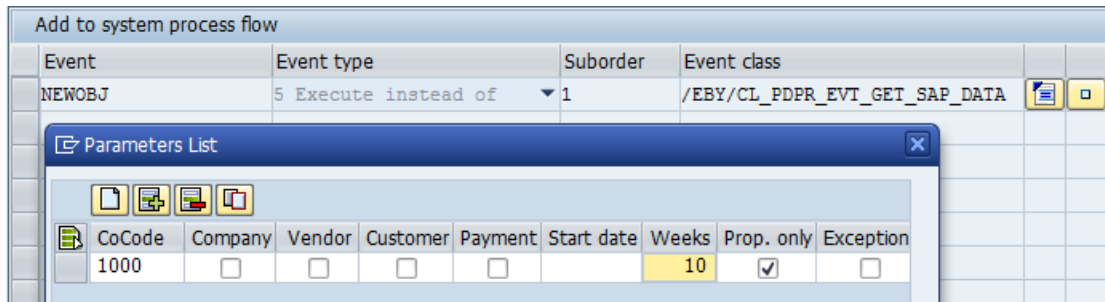 Add to system process flow
Event Event type Suborder Event class
NEWOBJ 5 Execute instead of 1 /EBY/CL_PDPR_EVT_GET_SAP_DATA
Parameters List
CoCode Company Vendor Customer Payment Start date Weeks Prop. only Exception
1000 10